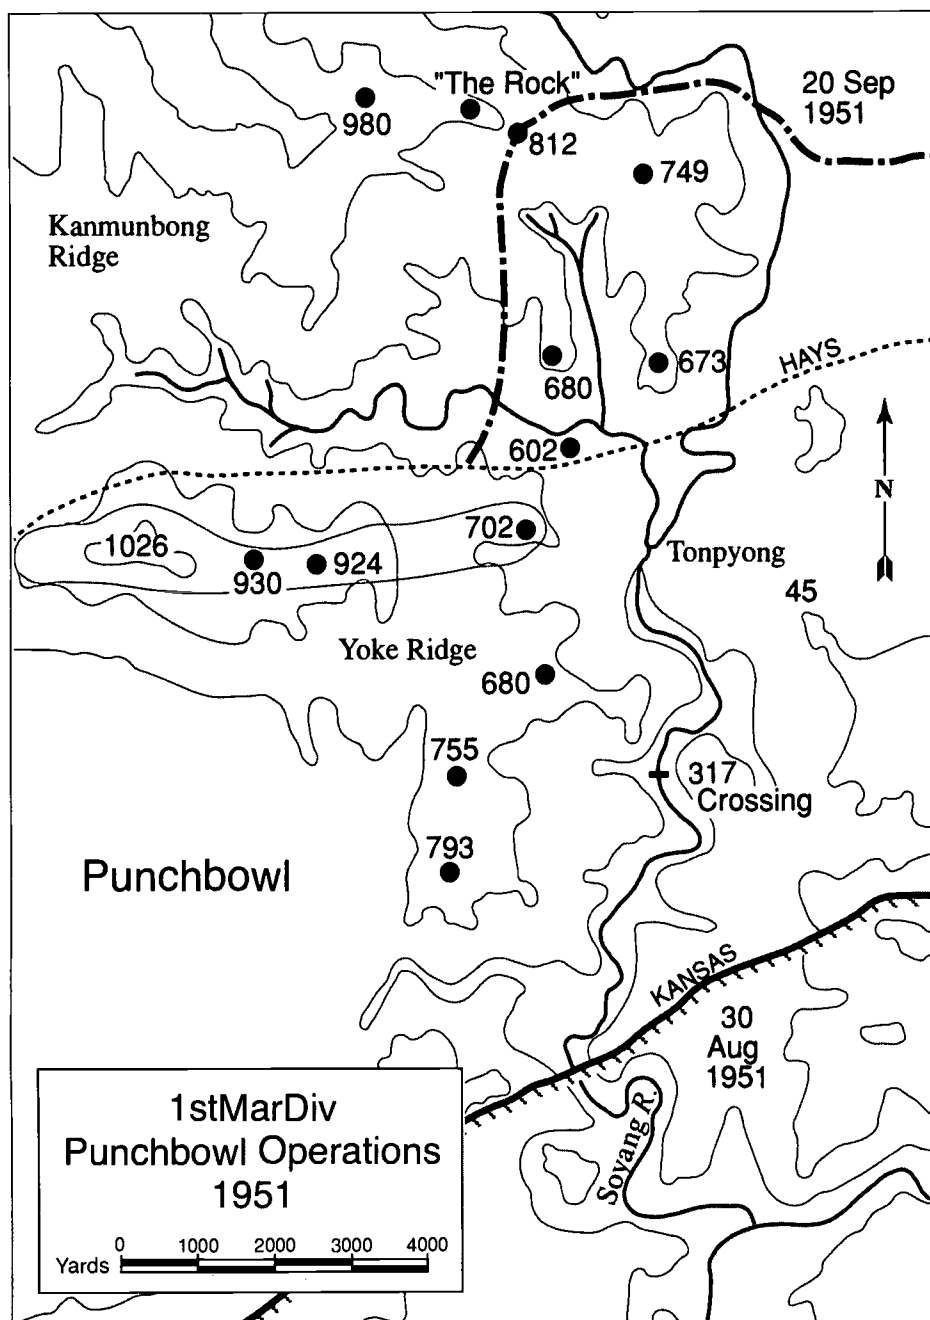 "The Rock"
20 Sep
1951
980
812
749
Kanmunbong
Ridge
HAYS
680
673
602
N
702
1026
930
924
Tonpyong
45
Yoke Ridge
680
755
317
Crossing
793
Punchbowl
KANSAS
30
Aug
1951
Soyang R.
1stMarDiv
Punchbowl Operations
1951
0 1000 2000 3000 4000
Yards